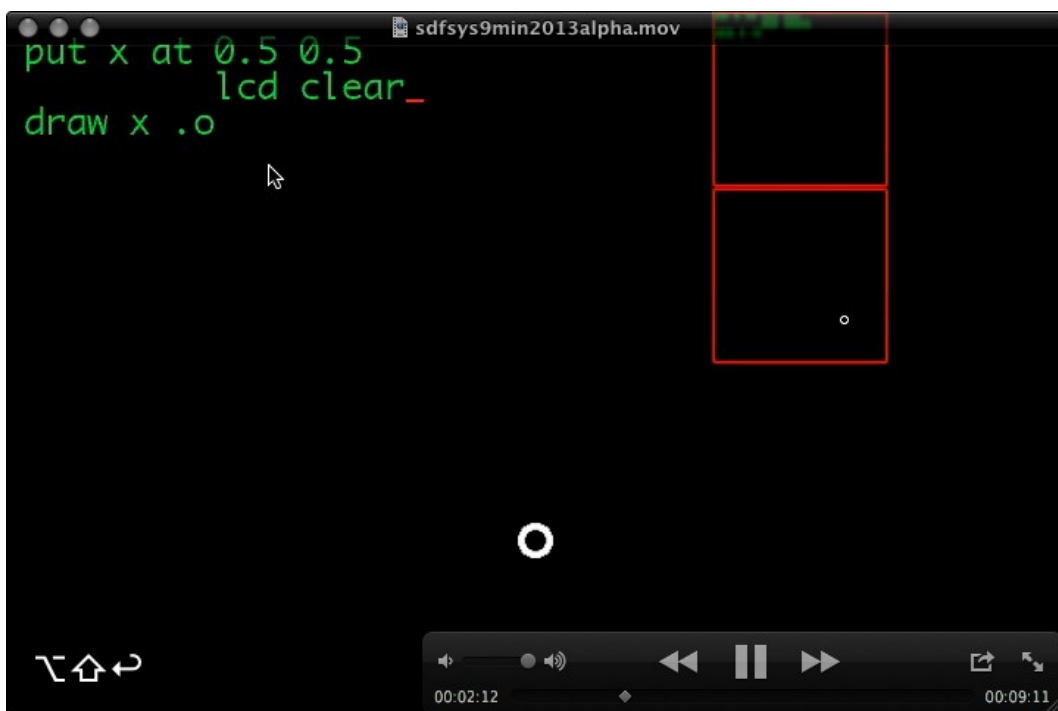 sdfsys9min2013alpha.mov
put x at 0.5 0.5
lcd clear_
draw x .o
⌥⇧↩
00:02:12
00:09:11